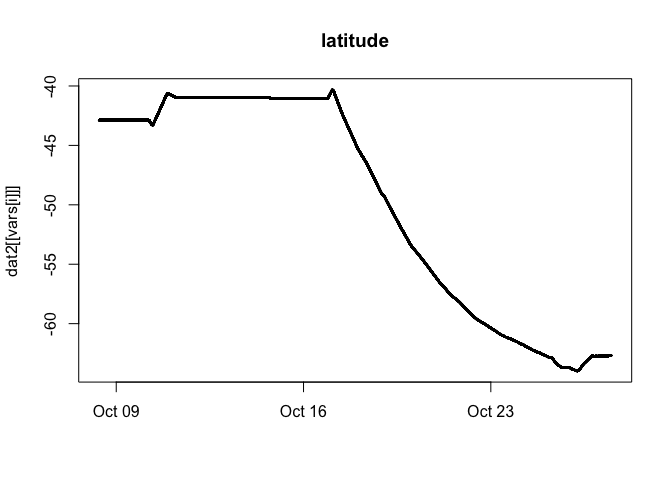 latitude
dat2[[vars[i]]]
-40
-45
-50
-55
-60
Oct 09
Oct 16
Oct 23